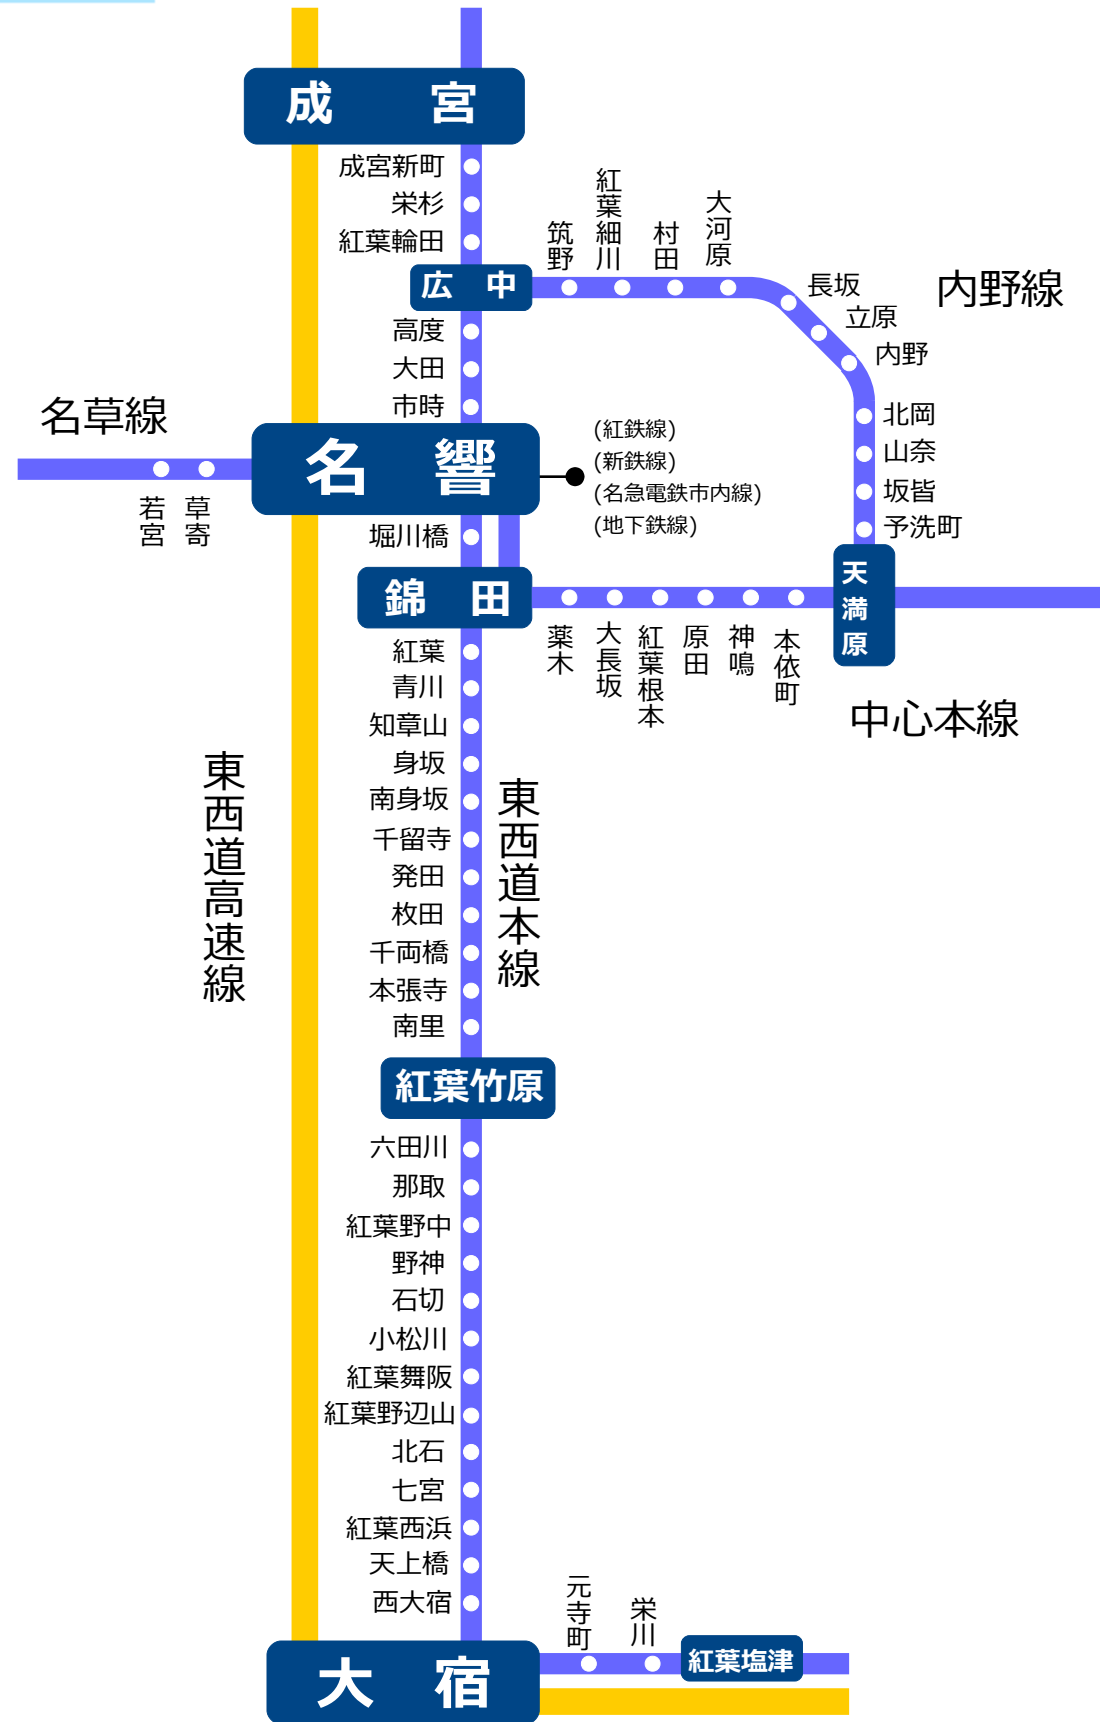 成宮
成宮新町
栄杉
紅葉輪田
広中
筑野
紅葉細川
村田
大河原
長坂
立原
内野
内野線
北岡
山奈
坂皆
予洗町
高度
大田
市時
名草線
若宮
草寄
名響
(紅鉄線)
(新鉄線)
(名急電鉄市内線)
(地下鉄線)
堀川橋
錦田
薬木
大長坂
紅葉根本
原田
神鳴
本依町
天満原
中心本線
紅葉
青川
知章山
身坂
南身坂
千留寺
発田
枚田
千両橋
本張寺
南里
東西道高速線
東西道本線
紅葉竹原
六田川
那取
紅葉野中
野神
石切
小松川
紅葉舞阪
紅葉野辺山
北石
七宮
紅葉西浜
天上橋
西大宿
大宿
元寺町
栄川
紅葉塩津